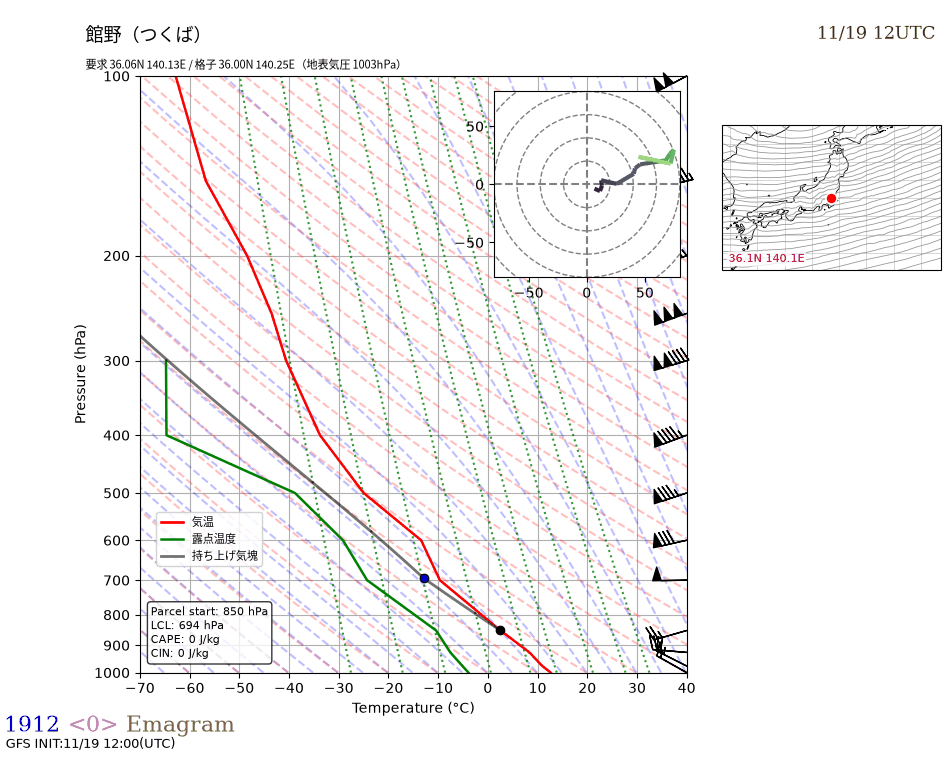 館野（つくば）
11/19 12UTC
要求 36.06N 140.13E / 格子 36.00N 140.25E（地表気圧 1003hPa）
100
200
300
400
500
600
700
800
900
1000
Pressure (hPa)
−70 −60 −50 −40 −30 −20 −10 0 10 20 30 40
Temperature (°C)
50
0
−50
−50 0 50
36.1N 140.1E
気温
露点温度
持ち上げ気塊
Parcel start: 850 hPa
LCL: 694 hPa
CAPE: 0 J/kg
CIN: 0 J/kg
1912 <0> Emagram
GFS INIT:11/19 12:00(UTC)